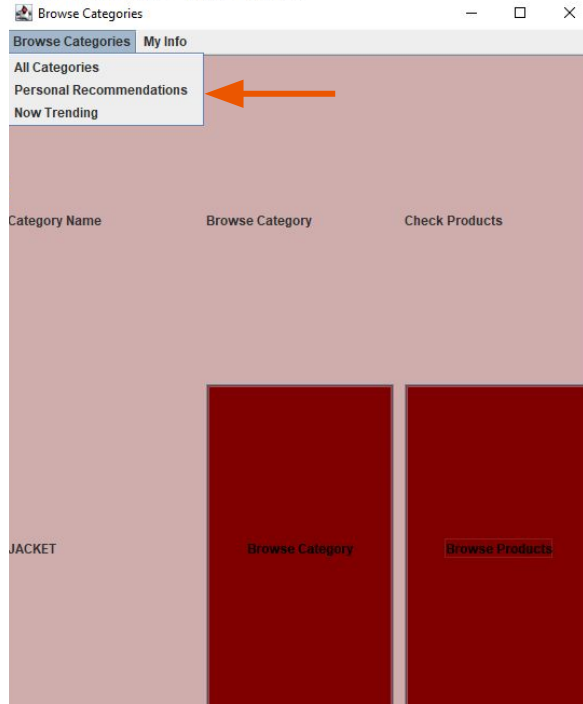 Browse Categories
Browse Categories My Info
All Categories
Personal Recommendations
Now Trending
Category Name Browse Category Check Products
JACKET Browse Category Browse Products